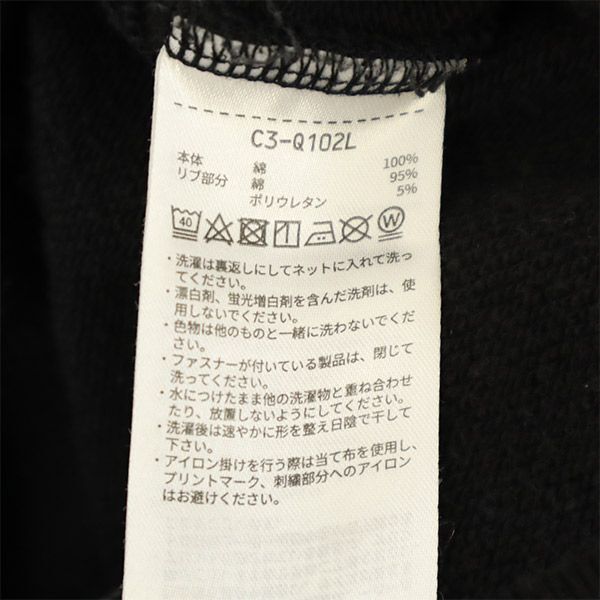 C3-Q102L
本体 綿 100%
リブ部分 綿 95%
ポリウレタン 5%
40 W
・洗濯は裏返しにしてネットに入れて洗っ
てください。
・漂白剤、蛍光増白剤を含んだ洗剤は、使
用しないでください。
・色物は他のものと一緒に洗わないでくだ
さい。
・ファスナーが付いている製品は、閉じて
洗ってください。
・水につけたまま他の洗濯物と重ね合わせ
たり、放置しないようにしてください。
・洗濯後は速やかに形を整え日陰で干して
下さい。
・アイロン掛けを行う際は当て布を使用し、
プリントマーク、刺繍部分へのアイロン
はお避けください。